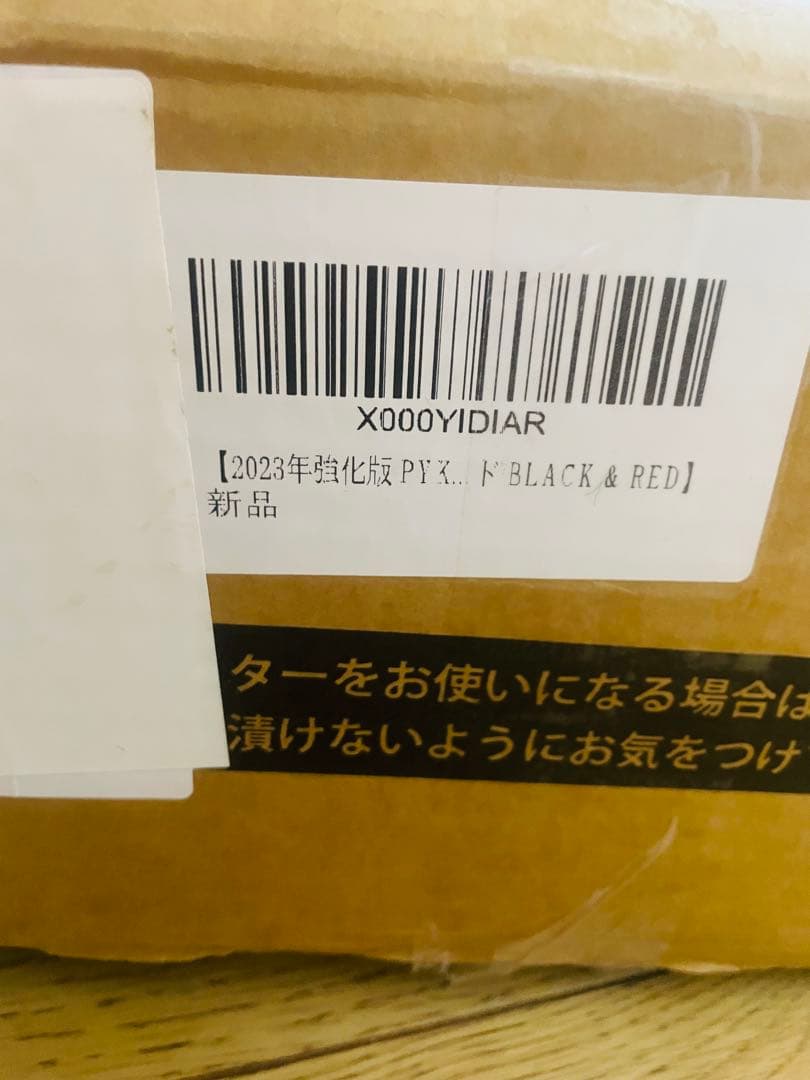 X000YIDIAR
【2023年強化版 PYX... ド BLACK & RED】
新品
ターをお使いになる場合は
漬けないようにお気をつけ